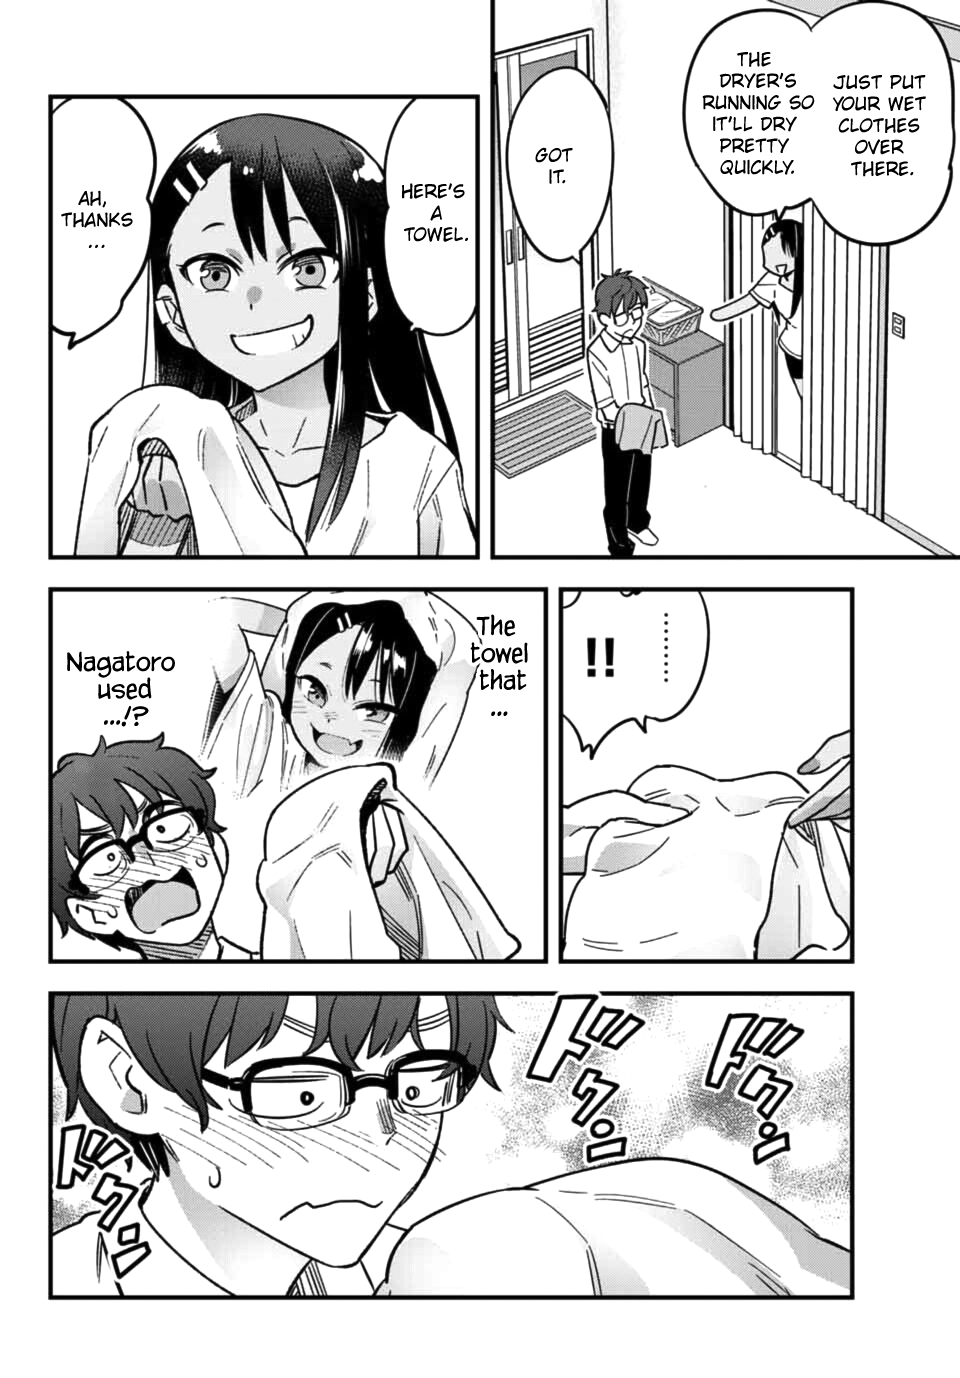 JUST PUT
YOUR WET
CLOTHES
OVER
THERE.
THE
DRYER'S
RUNNING SO
IT'LL DRY
PRETTY
QUICKLY.
GOT
IT.
HERE'S
A
TOWEL.
AH,
THANKS
...
.........
!!
The
towel
that
...
Nagatoro
used
...!?
ドクン
ドクン
ドクン